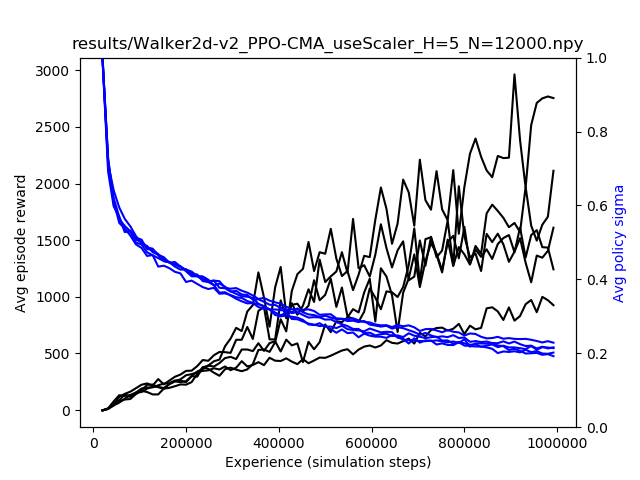 results/Walker2d-v2_PPO-CMA_useScaler_H=5_N=12000.npy
3000
2500
2000
1500
1000
500
0
Avg episode reward
1.0
0.8
0.6
0.4
0.2
0.0
Avg policy sigma
0 200000 400000 600000 800000 1000000
Experience (simulation steps)